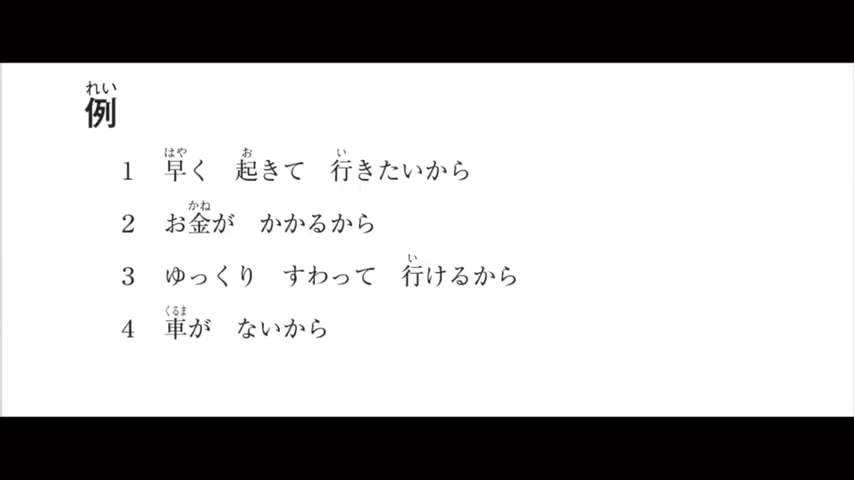 例
1 早く 起きて 行きたいから
2 お金が かかるから
3 ゆっくり すわって 行けるから
4 車が ないから